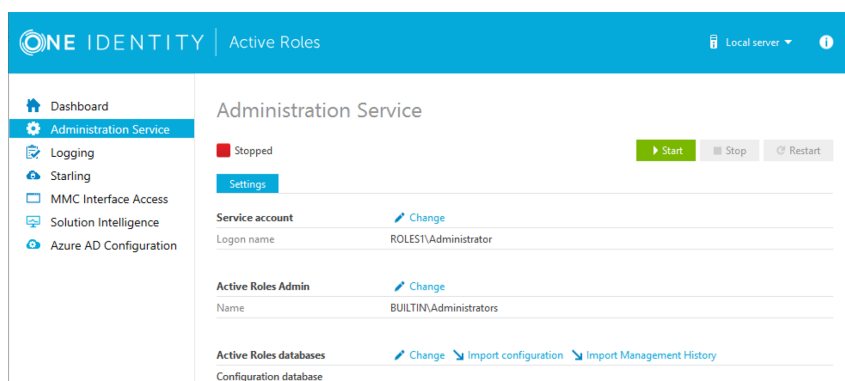 ONE IDENTITY Active Roles Local server
Dashboard
Administration Service
Logging
Starling
MMC Interface Access
Solution Intelligence
Azure AD Configuration
Administration Service
Stopped Start Stop Restart
Settings
Service account Change
Logon name ROLES1\Administrator
Active Roles Admin Change
Name BUILTIN\Administrators
Active Roles databases Change Import configuration Import Management History
Configuration database